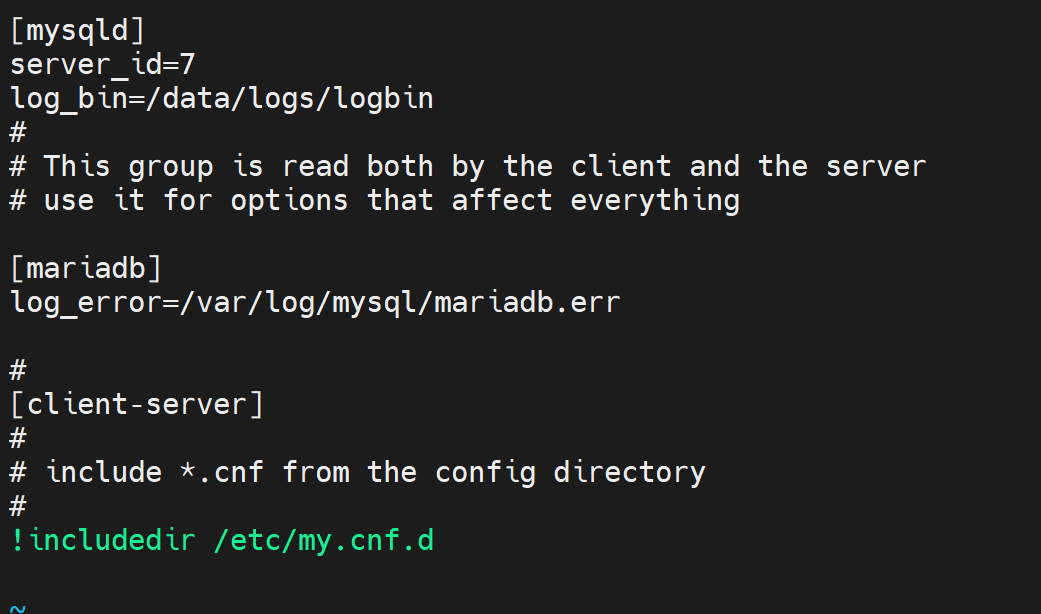 [mysqld]
server_id=7
log_bin=/data/logs/logbin
#
# This group is read both by the client and the server
# use it for options that affect everything
[mariadb]
log_error=/var/log/mysql/mariadb.err
#
[client-server]
#
# include *.cnf from the config directory
#
!includedir /etc/my.cnf.d
~